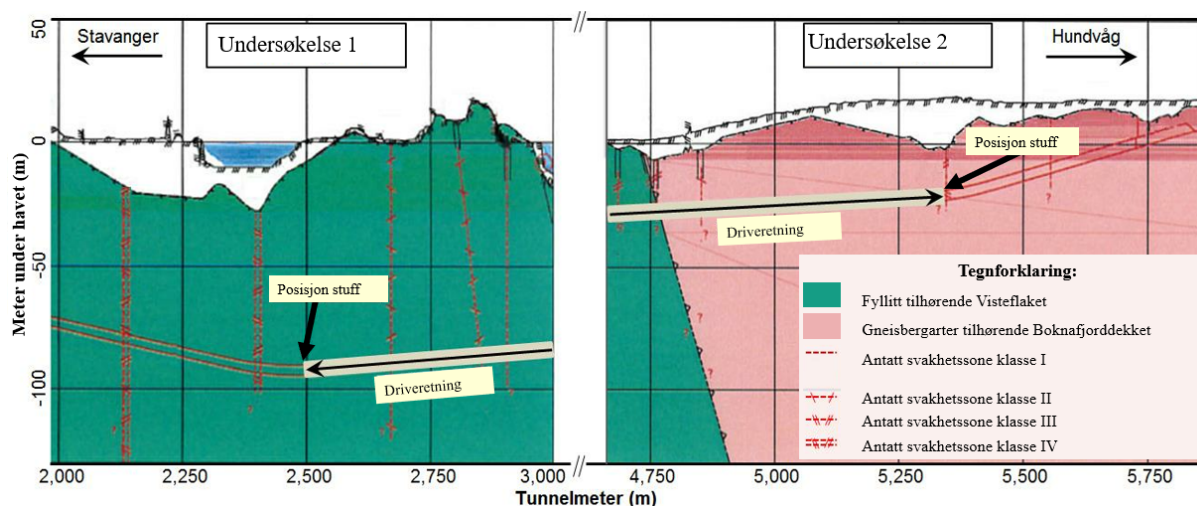 50
Stavanger
Undersøkelse 1
//
Undersøkelse 2
Hundvåg
0
Posisjon stuff
Driveretning
-50
Posisjon stuff
Driveretning
-100
Meter under havet (m)
Tegnforklaring:
Fyllitt tilhørende Visteflaket
Gneisbergarter tilhørende Boknafjorddekket
Antatt svakhetssone klasse I
Antatt svakhetssone klasse II
Antatt svakhetssone klasse III
Antatt svakhetssone klasse IV
2,000 2,250 2,500 2,750 3,000 // 4,750 5,000 5,250 5,500 5,750
Tunnelmeter (m)